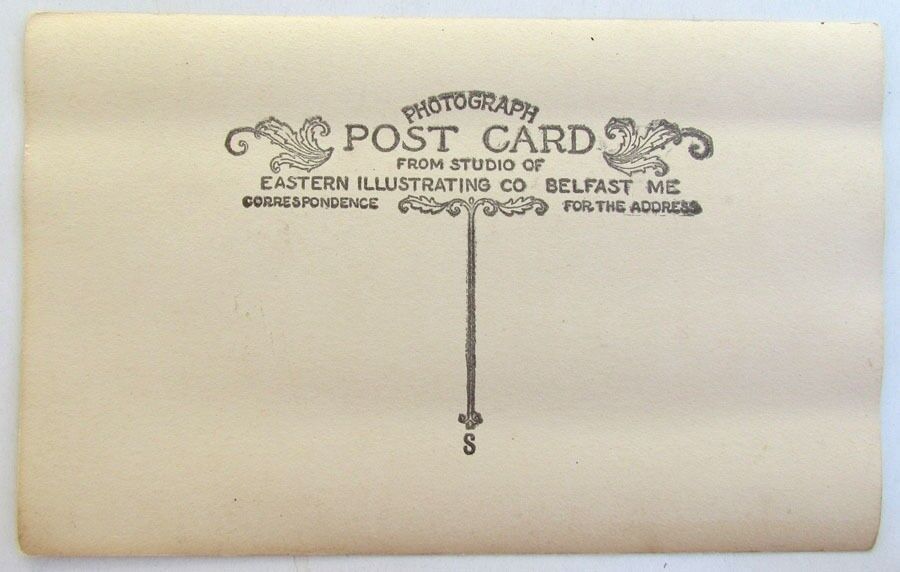 PHOTOGRAPH
POST CARD
FROM STUDIO OF
EASTERN ILLUSTRATING CO BELFAST ME
CORRESPONDENCE FOR THE ADDRESS
S